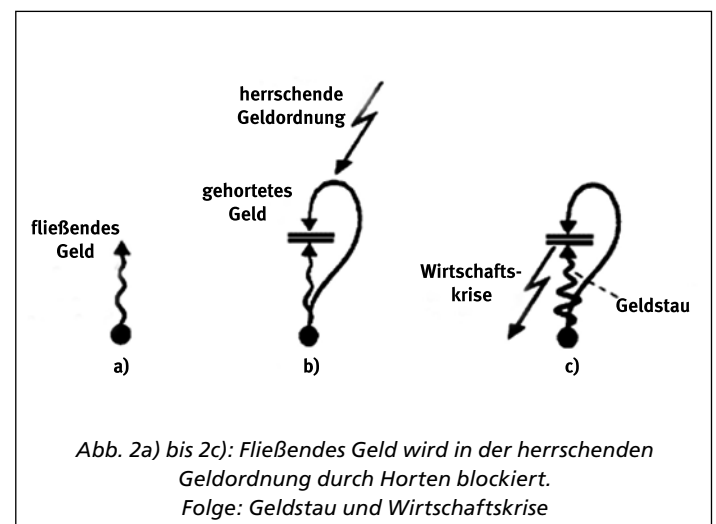 herrschende
Geldordnung
gehortetes
Geld
fließendes
Geld
Wirtschafts-
krise
Geldstau
a)
b)
c)
Abb. 2a) bis 2c): Fließendes Geld wird in der herrschenden
Geldordnung durch Horten blockiert.
Folge: Geldstau und Wirtschaftskrise